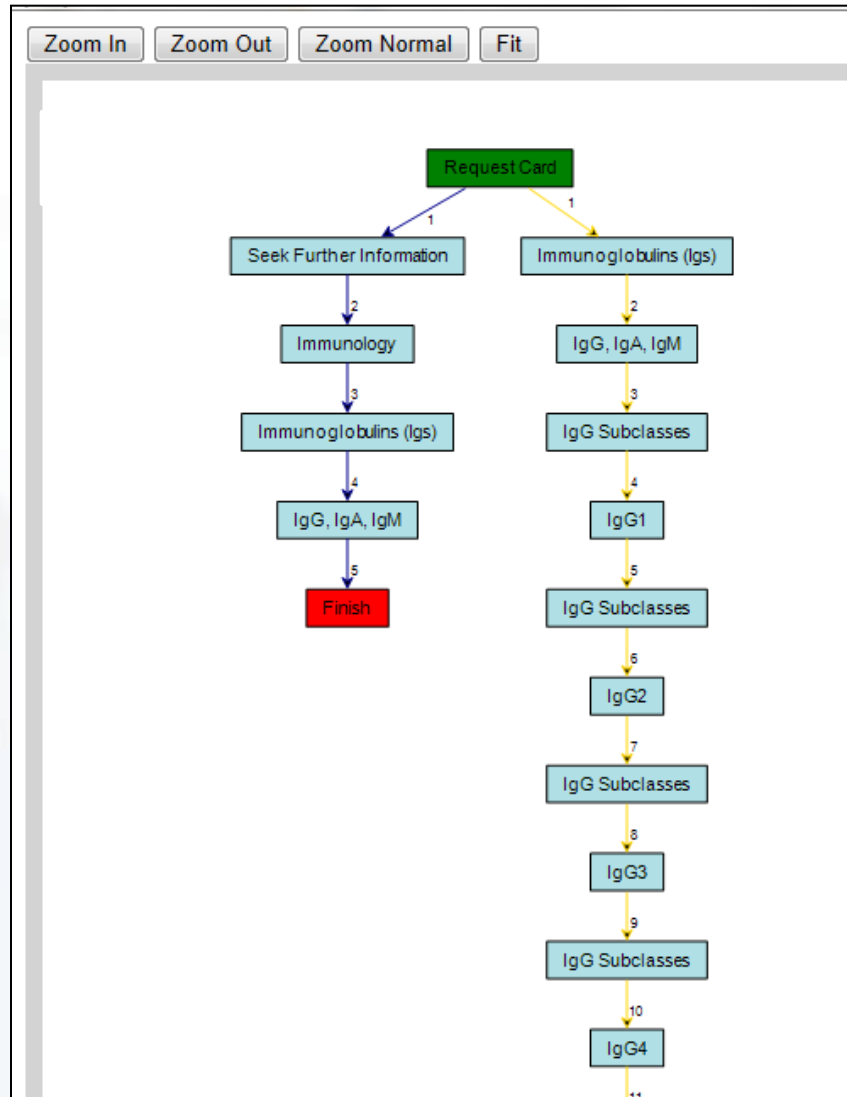 Zoom In Zoom Out Zoom Normal Fit
Request Card
1 1
Seek Further Information Immunoglobulins (Igs)
2 2
Immunology IgG, IgA, IgM
3 3
Immunoglobulins (Igs) IgG Subclasses
4 4
IgG, IgA, IgM IgG1
5 5
Finish IgG Subclasses
6
IgG2
7
IgG Subclasses
8
IgG3
9
IgG Subclasses
10
IgG4
11